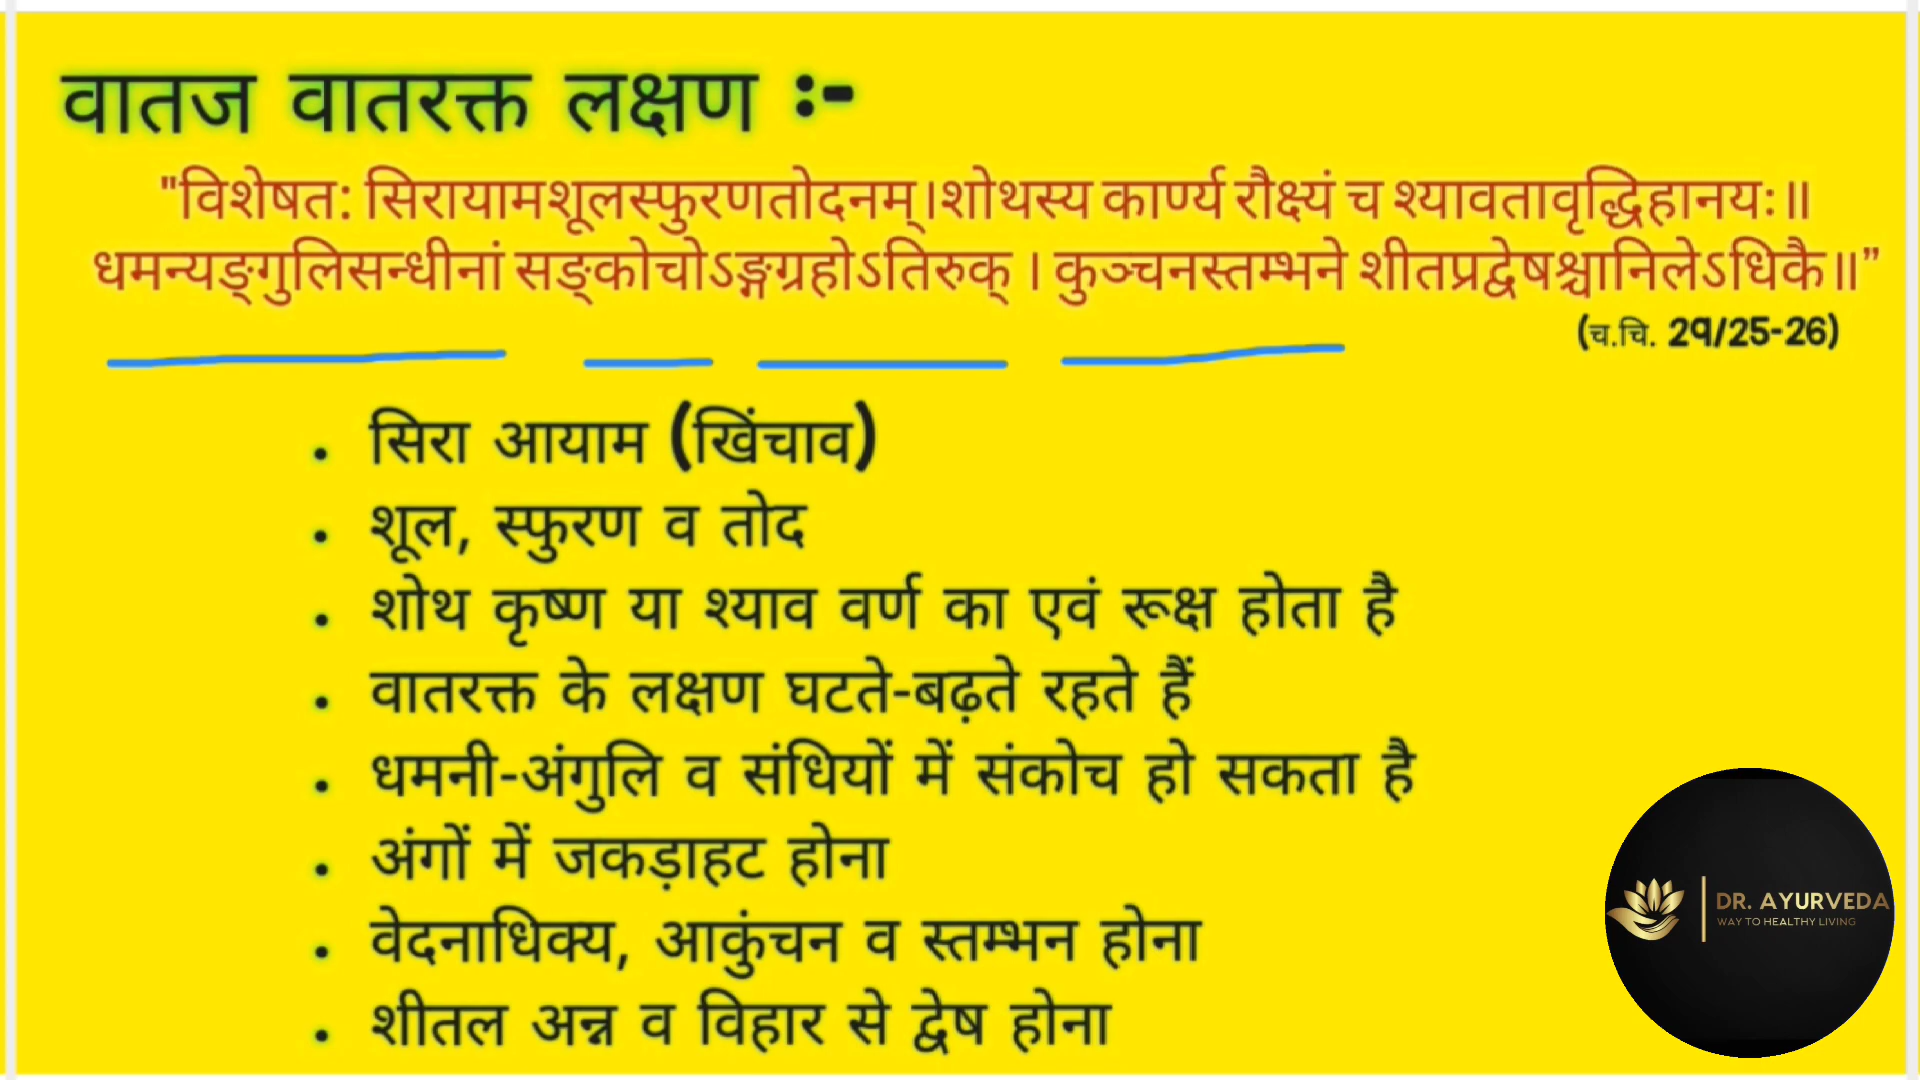 वातज वातरक्त लक्षण :-
"विशेषत: सिरायामशूलस्फुरणतोदनम्।शोथस्य कार्ण्य रौक्ष्यं च श्यावतावृद्धिहानयः॥
धमन्यङ्गुलिसन्धीनां सङ्कोचोऽङ्गग्रहोऽतिरुक् । कुञ्चनस्तम्भने शीतप्रद्वेषश्चानिलेऽधिकै॥”
(च.चि. 29/25-26)
• सिरा आयाम (खिंचाव)
• शूल, स्फुरण व तोद
• शोथ कृष्ण या श्याव वर्ण का एवं रूक्ष होता है
• वातरक्त के लक्षण घटते-बढ़ते रहते हैं
• धमनी-अंगुलि व संधियों में संकोच हो सकता है
• अंगों में जकड़ाहट होना
• वेदनाधिक्य, आकुंचन व स्तम्भन होना
• शीतल अन्न व विहार से द्वेष होना
DR. AYURVEDA
WAY TO HEALTHY LIVING